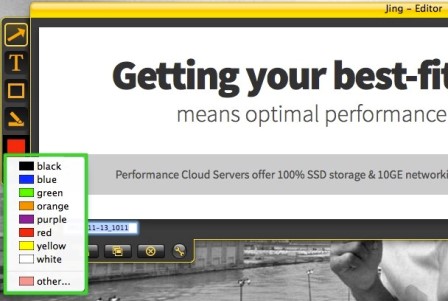 Jing – Editor
T
Getting your best-fit
means optimal performance
Performance Cloud Servers offer 100% SSD storage & 10GE networki
black
blue
green
orange
purple
red
yellow
white
other...
11-13_1011